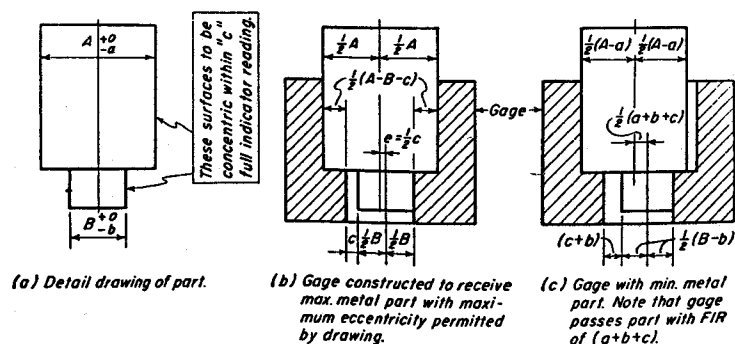 A +0 -a
These surfaces to be
concentric within "c"
full indicator reading.
B +0 -b
(a) Detail drawing of part.
½A ½A
½(A-B-c)
e=½c
c ½B ½B
Gage
(b) Gage constructed to receive
max. metal part with maxi-
mum eccentricity permitted
by drawing.
½(A-a) ½(A-a)
½(a+b+c)
(c+b) ½(B-b)
(c) Gage with min. metal
part. Note that gage
passes part with FIR
of (a+b+c).